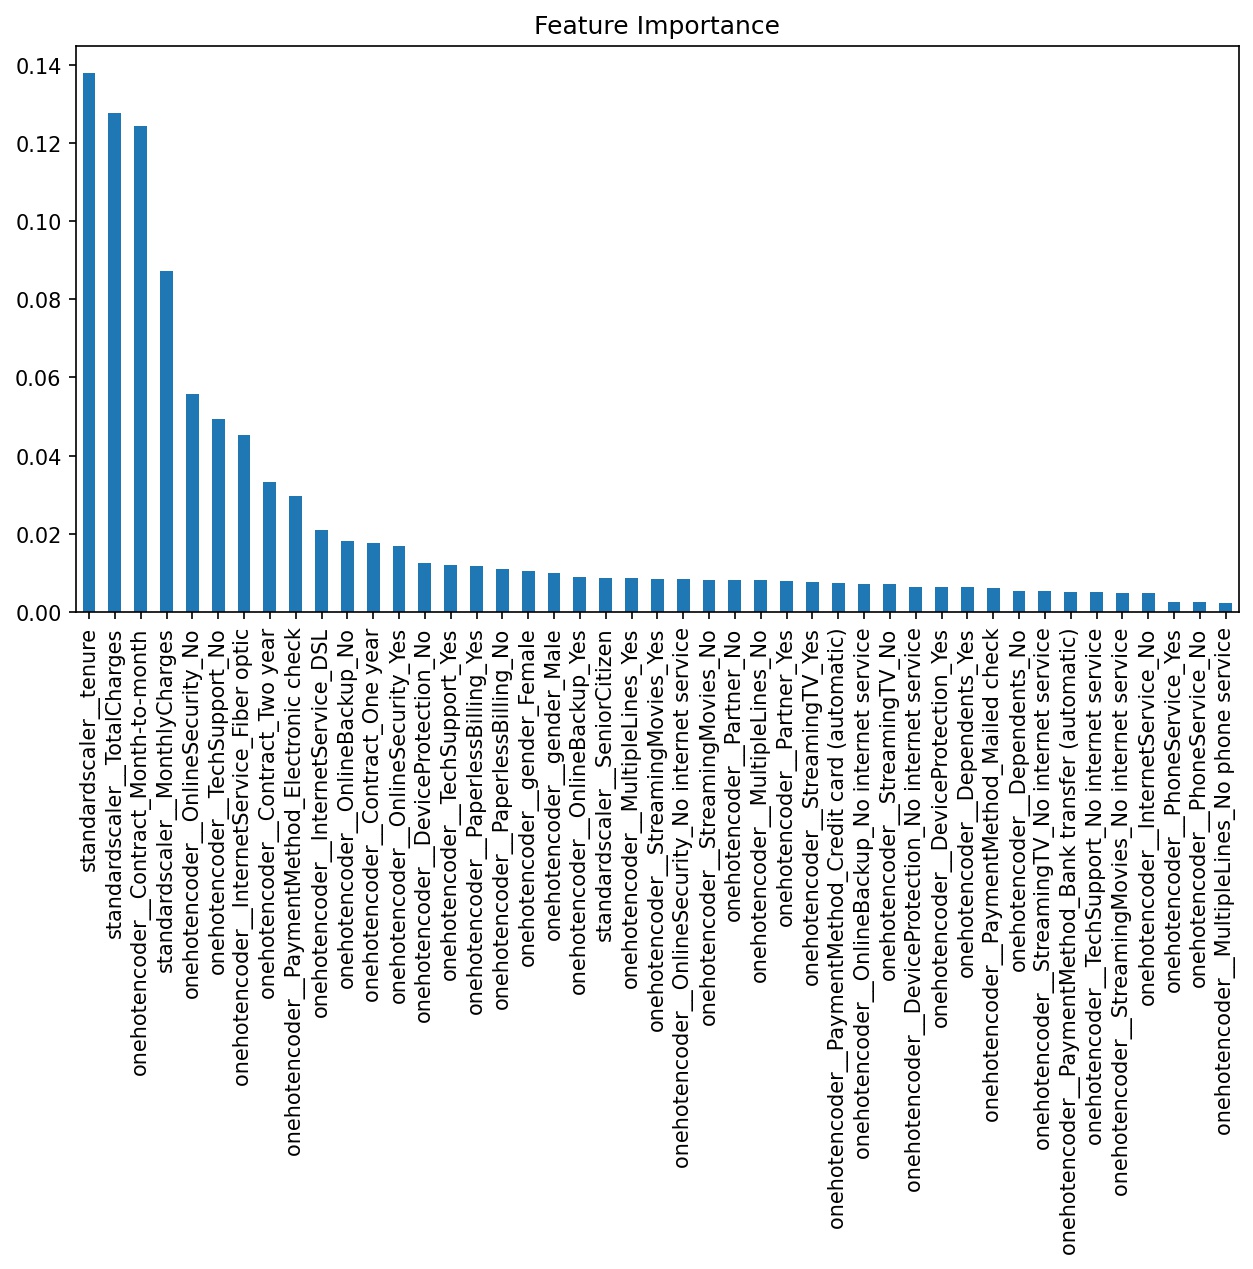 Feature Importance
0.14
0.12
0.10
0.08
0.06
0.04
0.02
0.00
standardscaler__tenure
standardscaler__TotalCharges
onehotencoder__Contract_Month-to-month
standardscaler__MonthlyCharges
onehotencoder__OnlineSecurity_No
onehotencoder__TechSupport_No
onehotencoder__InternetService_Fiber optic
onehotencoder__Contract_Two year
onehotencoder__PaymentMethod_Electronic check
onehotencoder__InternetService_DSL
onehotencoder__OnlineBackup_No
onehotencoder__Contract_One year
onehotencoder__OnlineSecurity_Yes
onehotencoder__DeviceProtection_No
onehotencoder__TechSupport_Yes
onehotencoder__PaperlessBilling_Yes
onehotencoder__PaperlessBilling_No
onehotencoder__gender_Female
onehotencoder__gender_Male
onehotencoder__OnlineBackup_Yes
standardscaler__SeniorCitizen
onehotencoder__MultipleLines_Yes
onehotencoder__StreamingMovies_Yes
onehotencoder__OnlineSecurity_No internet service
onehotencoder__StreamingMovies_No
onehotencoder__Partner_No
onehotencoder__MultipleLines_No
onehotencoder__Partner_Yes
onehotencoder__StreamingTV_Yes
onehotencoder__PaymentMethod_Credit card (automatic)
onehotencoder__OnlineBackup_No internet service
onehotencoder__StreamingTV_No
onehotencoder__DeviceProtection_No internet service
onehotencoder__DeviceProtection_Yes
onehotencoder__Dependents_Yes
onehotencoder__PaymentMethod_Mailed check
onehotencoder__Dependents_No
onehotencoder__StreamingTV_No internet service
onehotencoder__PaymentMethod_Bank transfer (automatic)
onehotencoder__TechSupport_No internet service
onehotencoder__StreamingMovies_No internet service
onehotencoder__InternetService_No
onehotencoder__PhoneService_Yes
onehotencoder__PhoneService_No
onehotencoder__MultipleLines_No phone service